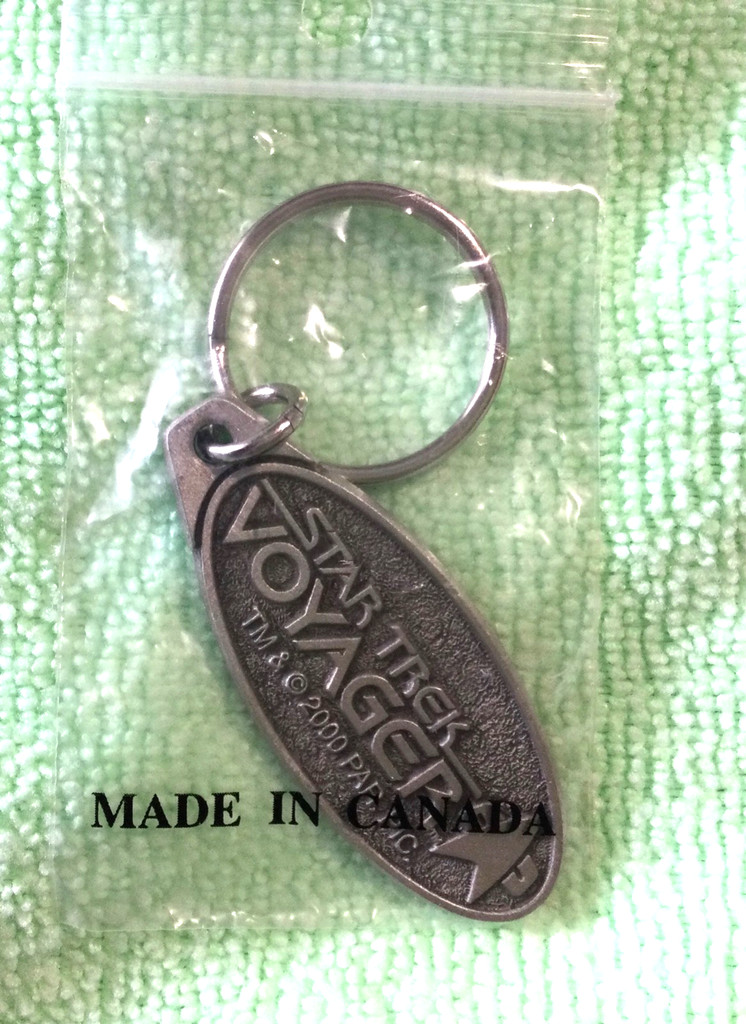 STAR TREK
VOYAGER
TM & © 2000 PAR
MADE IN CANADA